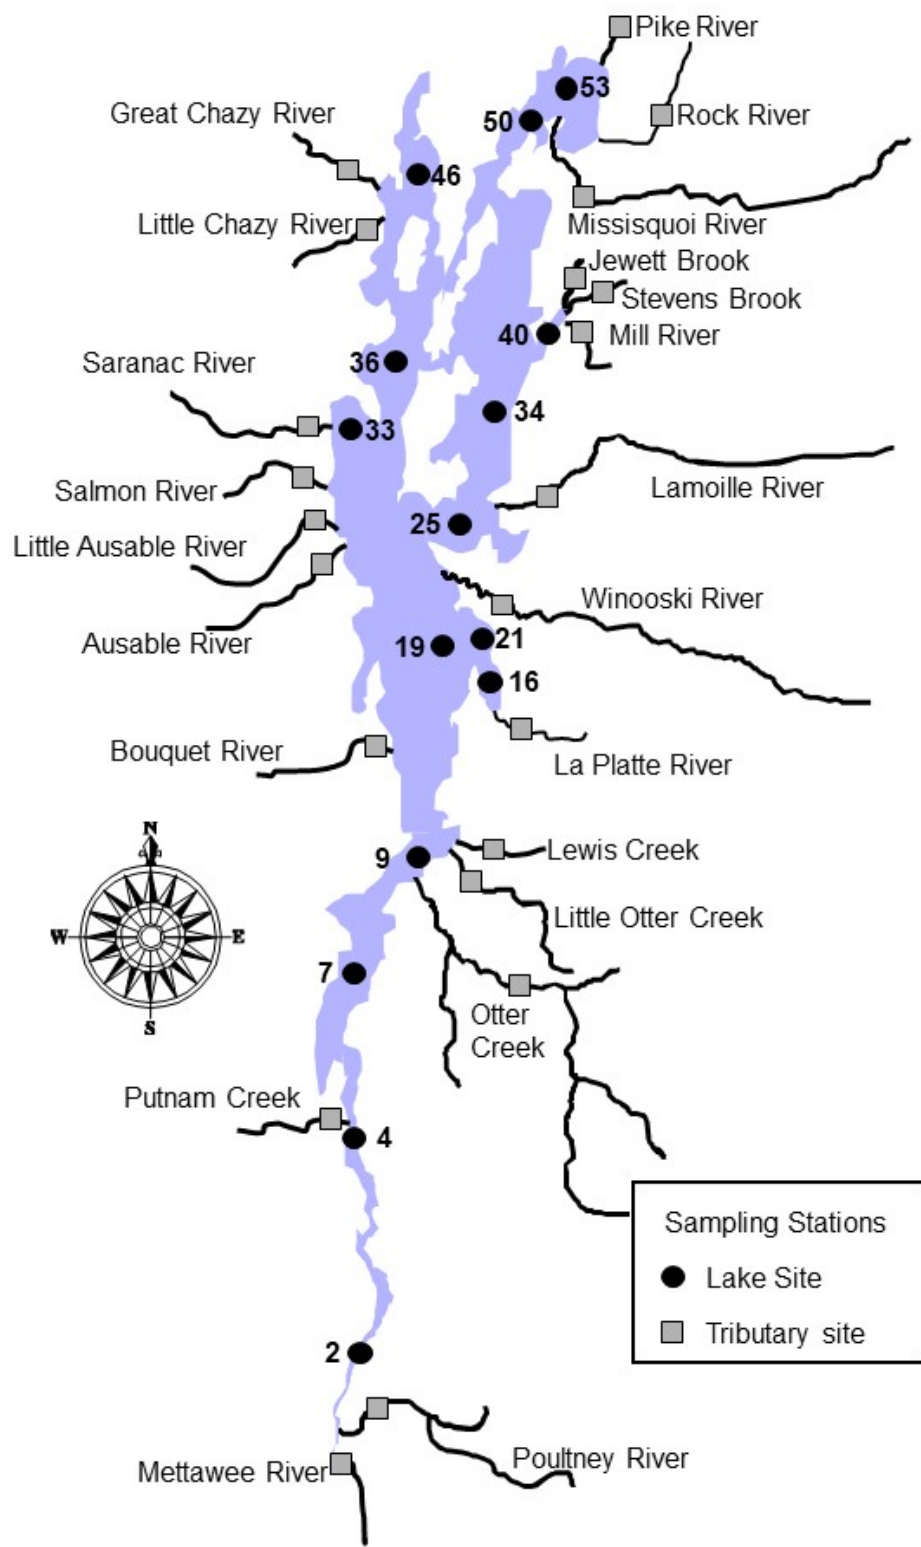 Pike River
53
Great Chazy River
50
Rock River
46
Little Chazy River
Missisquoi River
Jewett Brook
Stevens Brook
40
Mill River
Saranac River
36
34
33
Salmon River
Lamoille River
25
Little Ausable River
Winooski River
Ausable River
19
21
16
Bouquet River
La Platte River
N
9
Lewis Creek
Little Otter Creek
W
E
7
S
Otter
Creek
Putnam Creek
4
Sampling Stations
Lake Site
Tributary site
2
Mettawee River
Poultney River